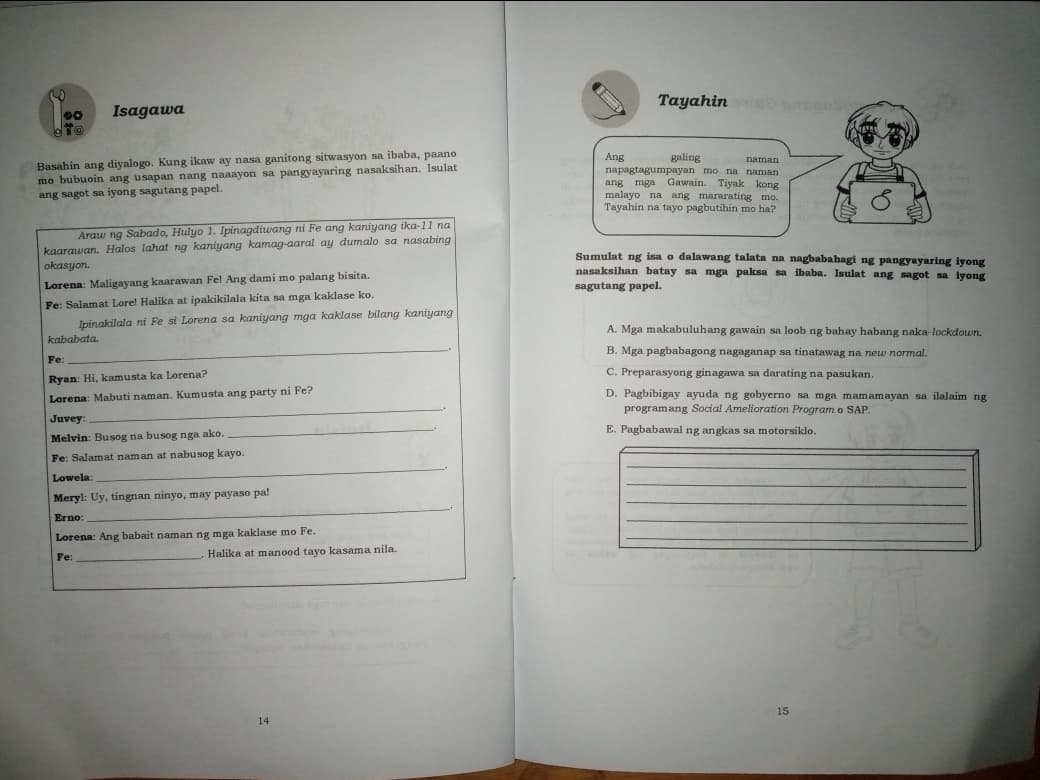 Isagawa
Basahin ang diyalogo. Kung ikaw ay nasa ganitong sitwasyon sa ibaba, paano
mo bubuoin ang usapan nang naaayon sa pangyayaring nasaksihan. Isulat
ang sagot sa iyong sagutang papel.
Araw ng Sabado, Hulyo 1. Ipinagdiwang ni Fe ang kaniyang ika-11 na
kaarawan. Halos lahat ng kaniyang kamag-aaral ay dumalo sa nasabing
okasyon.
Lorena: Maligayang kaarawan Fe! Ang dami mo palang bisita.
Fe: Salamat Lore! Halika at ipakikilala kita sa mga kaklase ko.
Ipinakilala ni Fe si Lorena sa kaniyang mga kaklase bilang kaniyang
kababata.
Fe: ____________________.
Ryan: Hi, kamusta ka Lorena?
Lorena: Mabuti naman. Kumusta ang party ni Fe?
Juvey: ____________________.
Melvin: Busog na busog nga ako. ____________________.
Fe: Salamat naman at nabusog kayo.
Lowela: ____________________.
Meryl: Uy, tingnan ninyo, may payaso pa!
Erno: ____________________.
Lorena: Ang babait naman ng mga kaklase mo Fe.
Fe: ____________________. Halika at manood tayo kasama nila.
14
Tayahin
Ang galing naman
napagtagumpayan mo na naman
ang mga Gawain. Tiyak kong
malayo na ang mararating mo.
Tayahin na tayo pagbutihin mo ha?
Sumulat ng isa o dalawang talata na nagbabahagi ng pangyayaring iyong
nasaksihan batay sa mga paksa sa ibaba. Isulat ang sagot sa iyong
sagutang papel.
A. Mga makabuluhang gawain sa loob ng bahay habang naka-lockdown.
B. Mga pagbabagong nagaganap sa tinatawag na new normal.
C. Preparasyong ginagawa sa darating na pasukan.
D. Pagbibigay ayuda ng gobyerno sa mga mamamayan sa ilalaim ng
programang Social Amelioration Program o SAP.
E. Pagbabawal ng angkas sa motorsiklo.
15